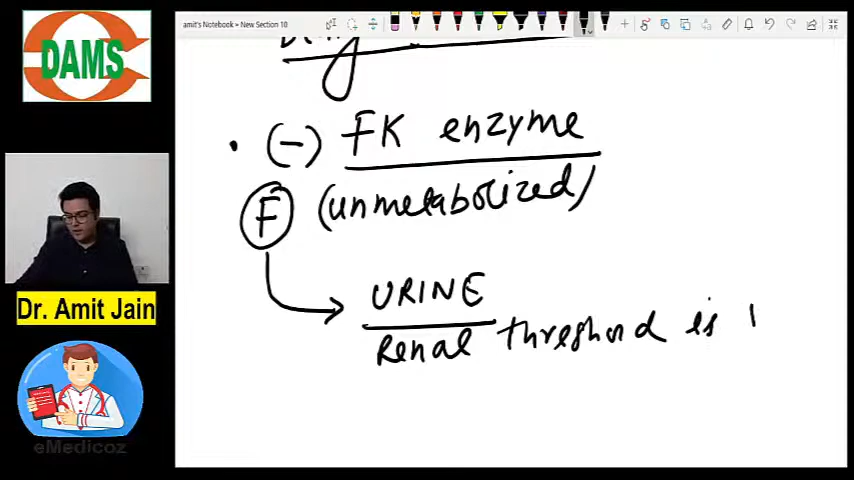 amit's Notebook > New Section 10
DAMS
• (-) FK enzyme
F (unmetabolized)
URINE
Renal threshold is
Dr. Amit Jain
eMedicoz